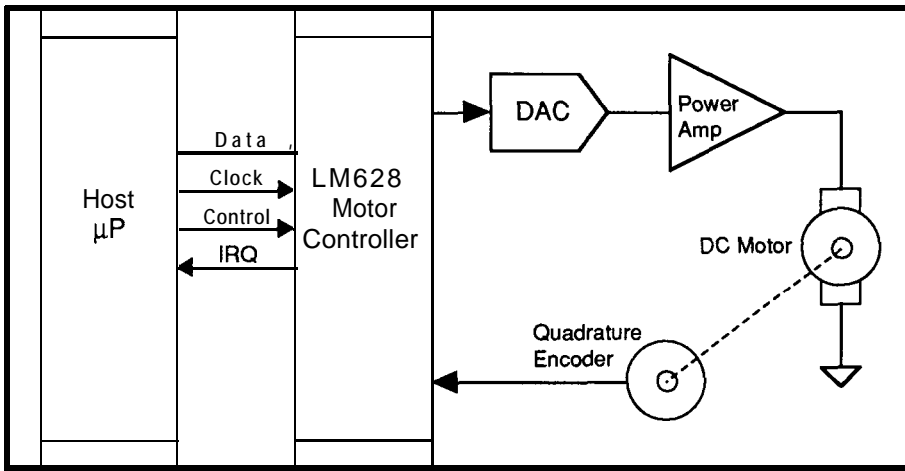 Host
µP
Data
Clock
Control
IRQ
LM628
Motor
Controller
DAC
Power
Amp
DC Motor
Quadrature
Encoder